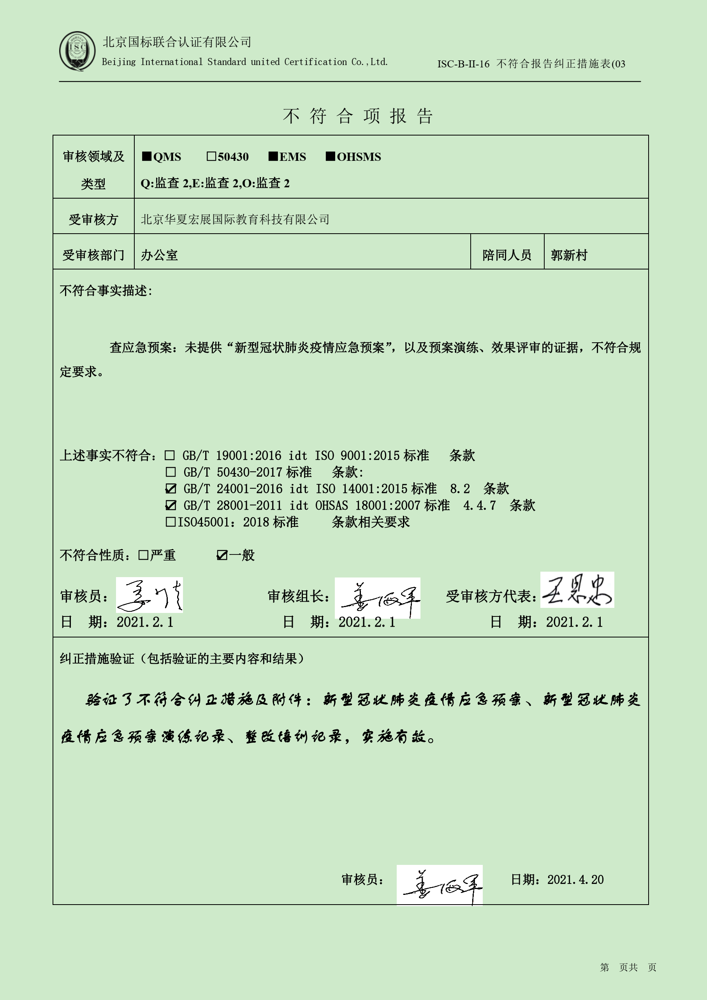 ISC
北京国标联合认证有限公司
Beijing International Standard united Certification Co.,Ltd.
ISC-B-II-16 不符合报告纠正措施表(03
不符合项报告
审核领域及类型
■QMS □50430 ■EMS ■OHSMS
Q:监查 2,E:监查 2,O:监查 2
受审核方 北京华夏宏展国际教育科技有限公司
受审核部门 办公室 陪同人员 郭新村
不符合事实描述:
查应急预案：未提供“新型冠状肺炎疫情应急预案”，以及预案演练、效果评审的证据，不符合规
定要求。
上述事实不符合：□ GB/T 19001:2016 idt ISO 9001:2015 标准 条款
□ GB/T 50430-2017 标准 条款:
☑ GB/T 24001-2016 idt ISO 14001:2015 标准 8.2 条款
☑ GB/T 28001-2011 idt OHSAS 18001:2007 标准 4.4.7 条款
□ISO45001：2018 标准 条款相关要求
不符合性质：□严重 ☑一般
审核员： 审核组长： 受审核方代表：王恩忠
日 期：2021.2.1 日 期：2021.2.1 日 期：2021.2.1
纠正措施验证（包括验证的主要内容和结果）
验证了不符合纠正措施及附件：新型冠状肺炎疫情应急预案、新型冠状肺炎
疫情应急预案演练记录、整改培训记录，实施有效。
审核员： 日期：2021.4.20
第 页共 页